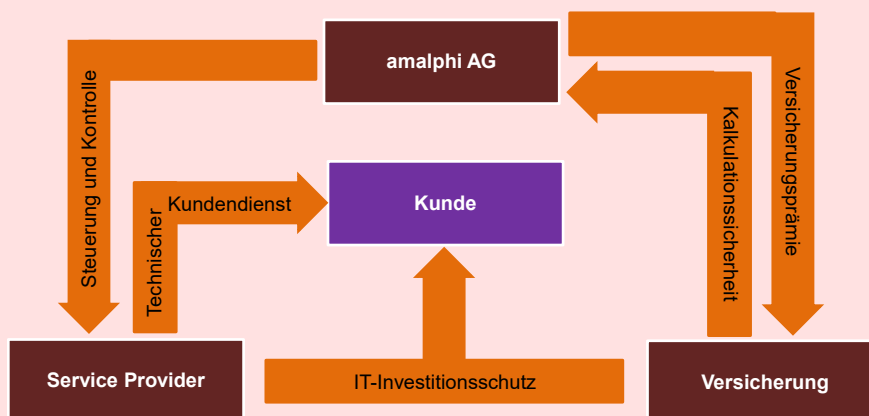 amalphi AG
Steuerung und Kontrolle
Versicherungsprämie
Kalkulationssicherheit
Technischer
Kundendienst
Kunde
Service Provider
IT-Investitionsschutz
Versicherung